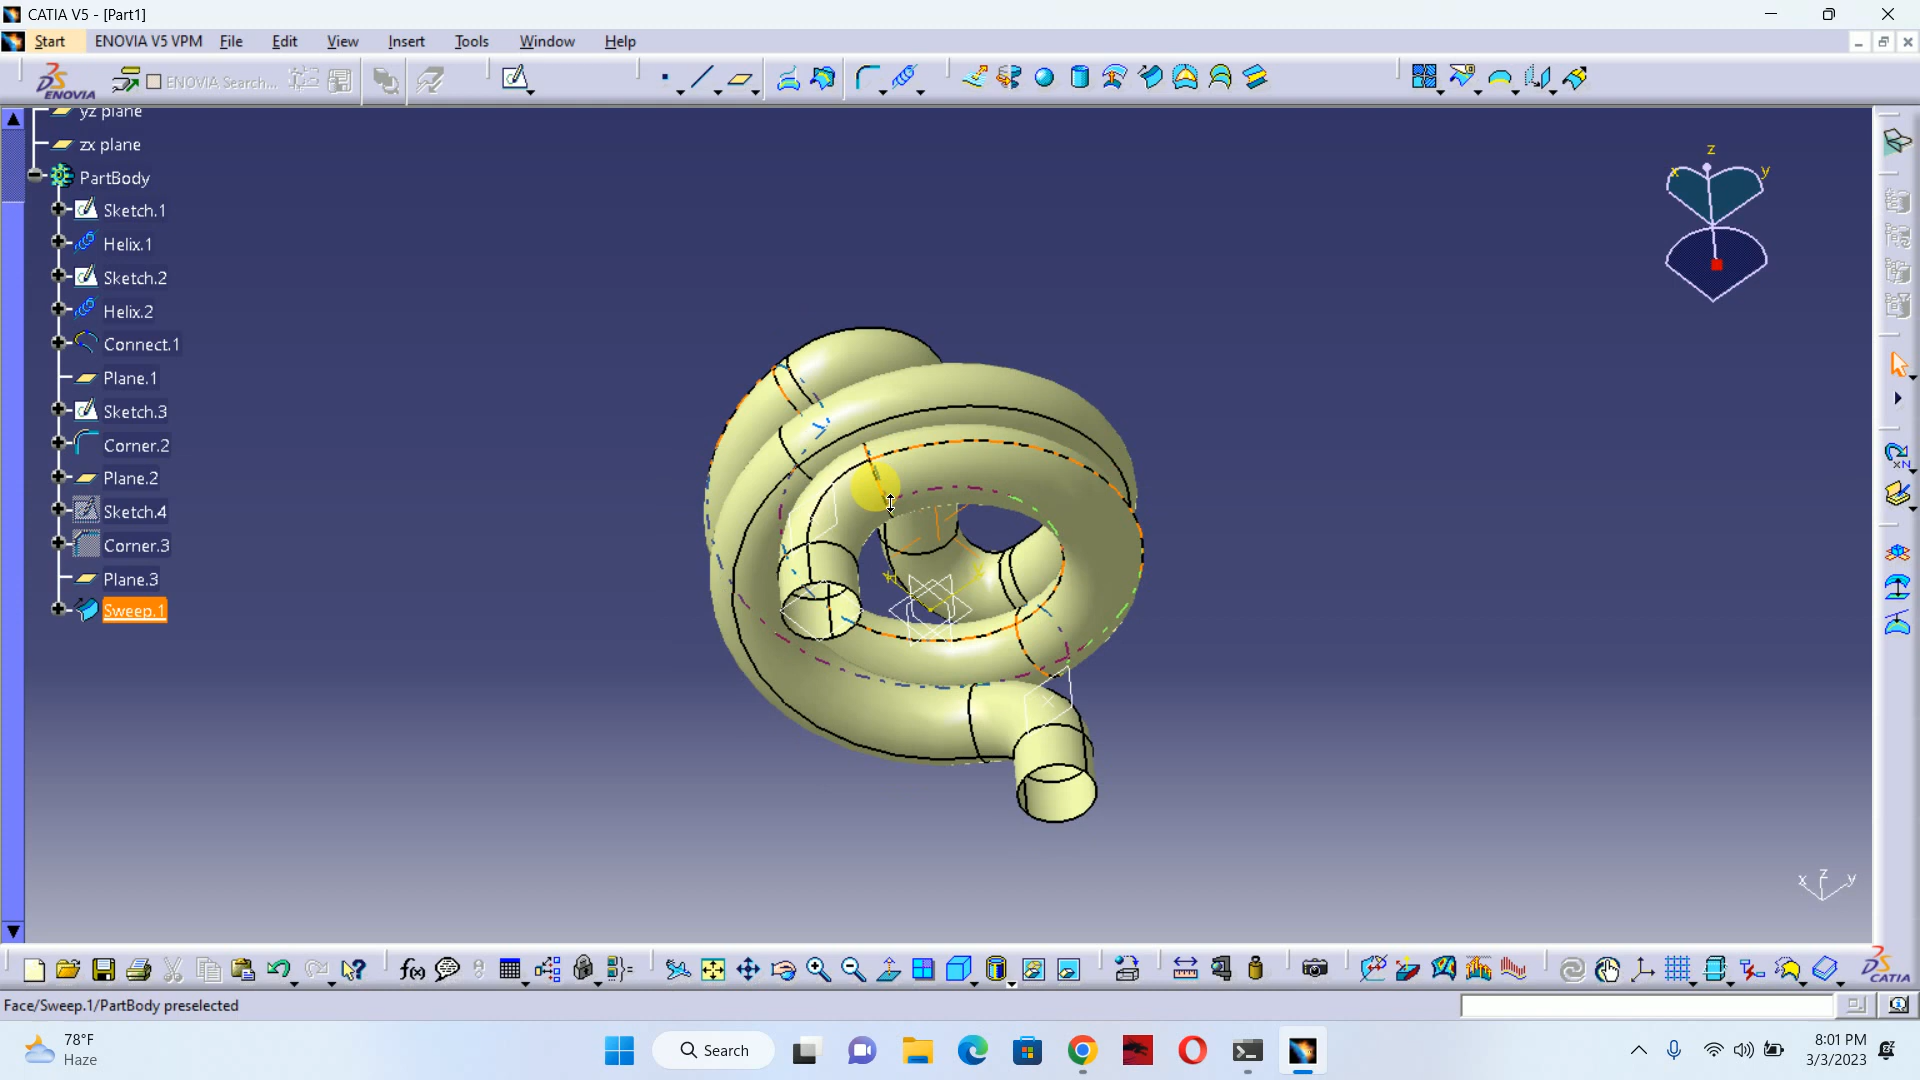 CATIA V5 - [Part1]
Start ENOVIA V5 VPM File Edit View Insert Tools Window Help
ENOVIA
ENOVIA Search...
yz plane
zx plane
PartBody
Sketch.1
Helix.1
Sketch.2
Helix.2
Connect.1
Plane.1
Sketch.3
Corner.2
Plane.2
Sketch.4
Corner.3
Plane.3
Sweep.1
z
x
y
x z y
f(x)
CATIA
Face/Sweep.1/PartBody preselected
78°F
Haze
Search
8:01 PM
3/3/2023